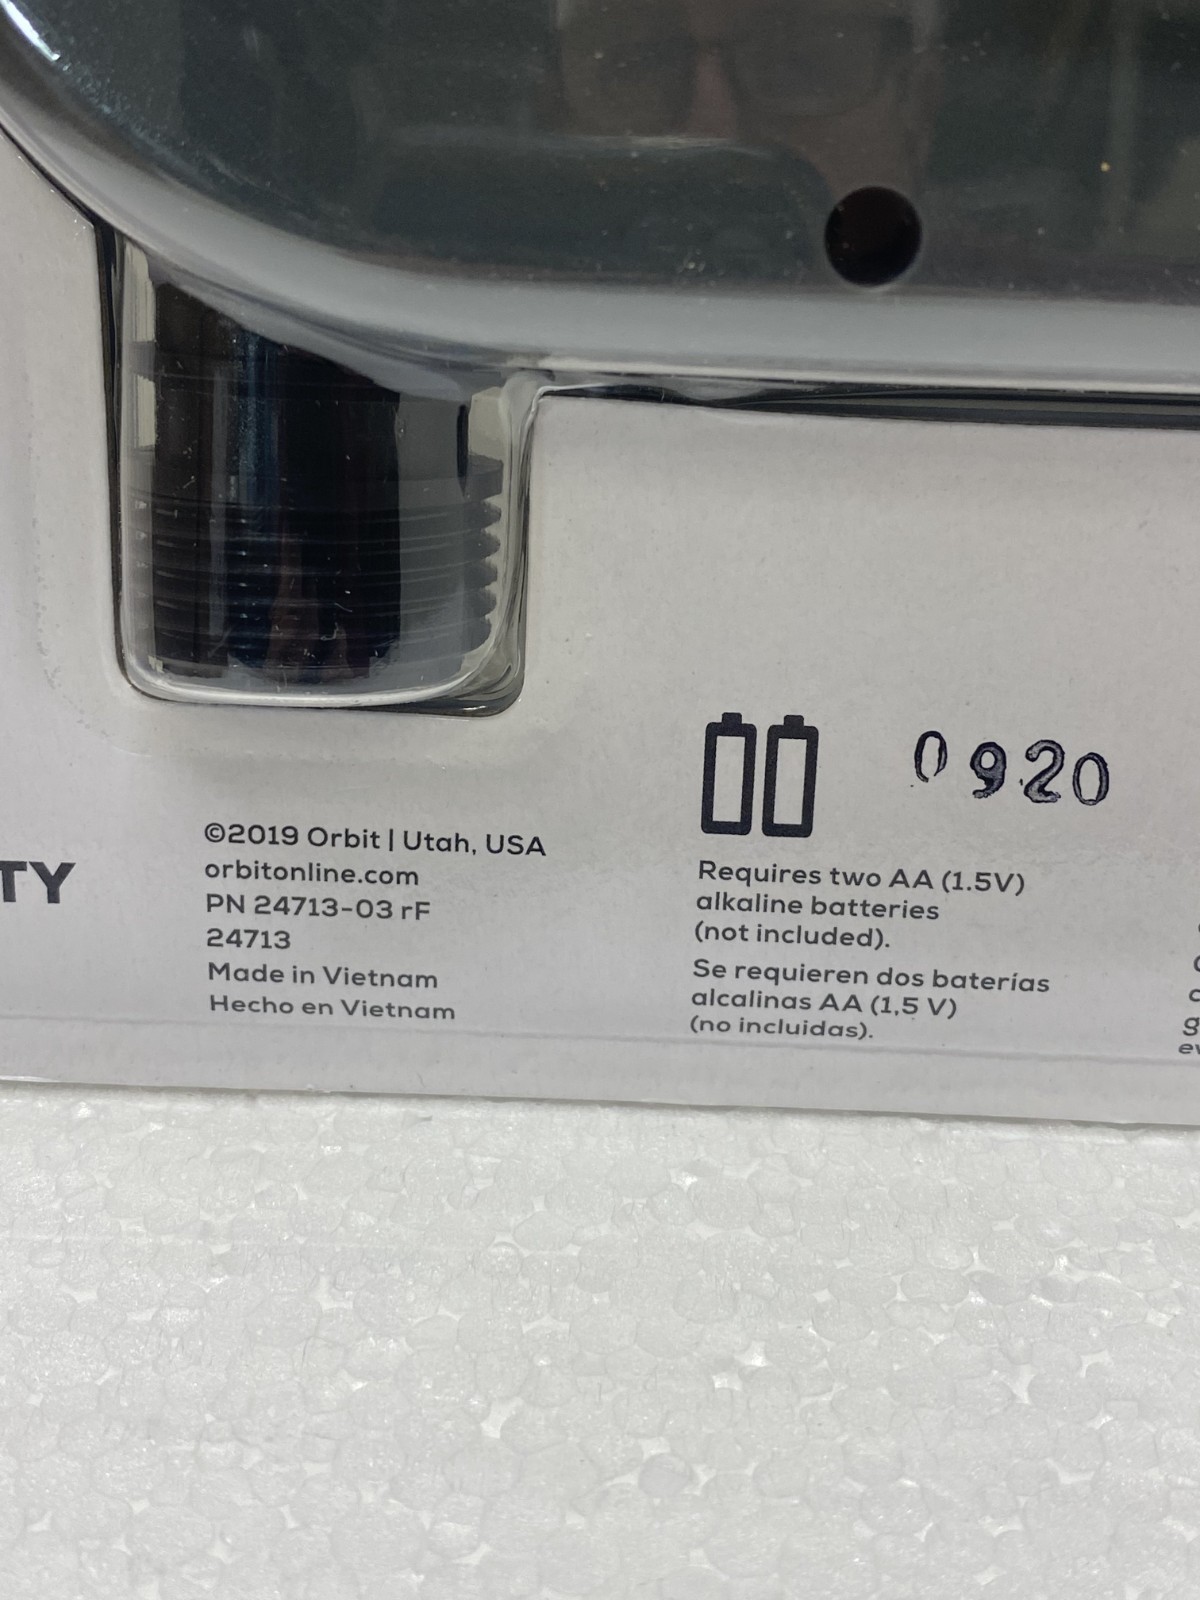 0920
TY
©2019 Orbit | Utah, USA
orbitonline.com
PN 24713-03 rF
24713
Made in Vietnam
Hecho en Vietnam
Requires two AA (1.5V)
alkaline batteries
(not included).
Se requieren dos baterías
alcalinas AA (1,5 V)
(no incluidas).